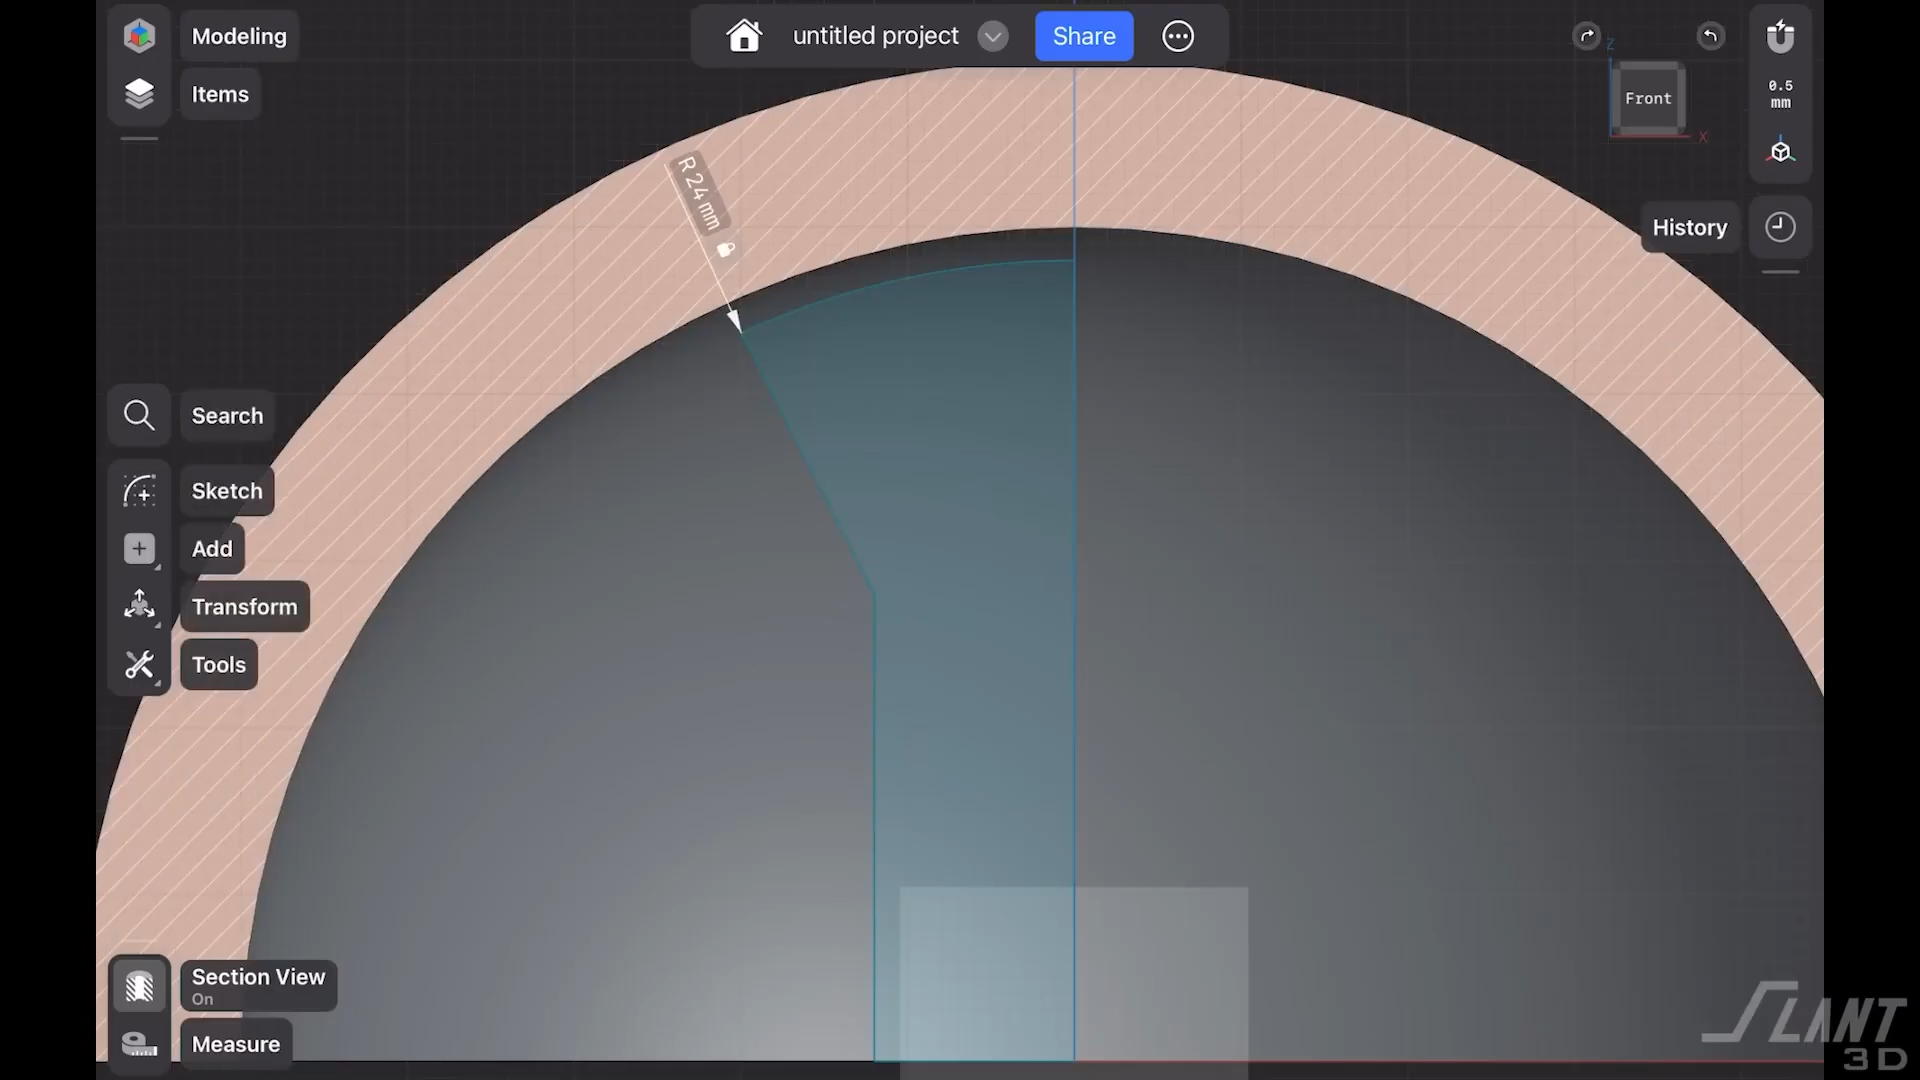 Modeling
untitled project
Share
Items
Z
Front
X
0.5
mm
R 24 mm
History
Search
Sketch
Add
Transform
Tools
Section View
On
Measure
SLANT
3D